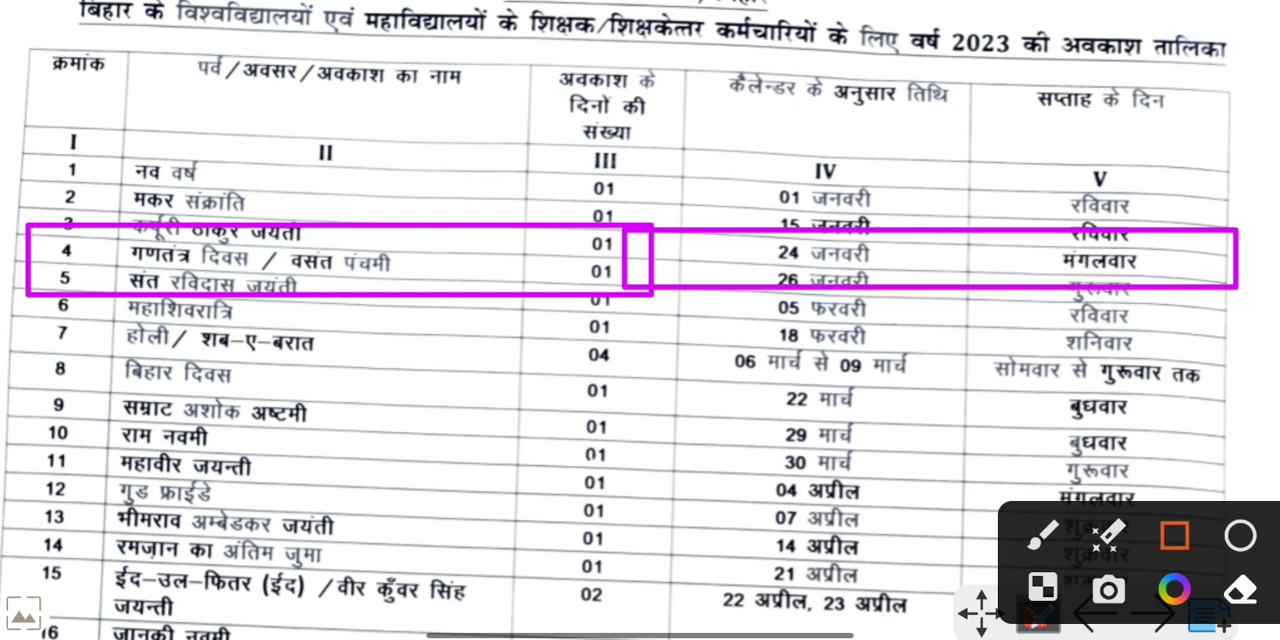 बिहार के विश्वविद्यालयों एवं महाविद्यालयों के शिक्षक/शिक्षकेत्तर कर्मचारियों के लिए वर्ष 2023 की अवकाश तालिका
क्रमांक पर्व/अवसर/अवकाश का नाम अवकाश के दिनों की संख्या कैलेन्डर के अनुसार तिथि सप्ताह के दिन
I II III IV V
1 नव वर्ष 01 01 जनवरी रविवार
2 मकर संक्रांति 01 15 जनवरी रविवार
3 कर्पूरी ठाकुर जयंती 01 24 जनवरी मंगलवार
4 गणतंत्र दिवस / वसंत पंचमी 01 26 जनवरी गुरूवार
5 संत रविदास जयंती 01 05 फरवरी रविवार
6 महाशिवरात्रि 01 18 फरवरी शनिवार
7 होली/ शब-ए-बरात 04 06 मार्च से 09 मार्च सोमवार से गुरूवार तक
8 बिहार दिवस 01 22 मार्च बुधवार
9 सम्राट अशोक अष्टमी 01 29 मार्च बुधवार
10 राम नवमी 01 30 मार्च गुरूवार
11 महावीर जयन्ती 01 04 अप्रील मंगलवार
12 गुड फ्राईडे 01 07 अप्रील
13 भीमराव अम्बेडकर जयंती 01 14 अप्रील
14 रमज़ान का अंतिम जुमा 01 21 अप्रील
15 ईद-उल-फितर (ईद) / वीर कुँवर सिंह जयन्ती 02 22 अप्रील, 23 अप्रील
16 जानकी नवमी